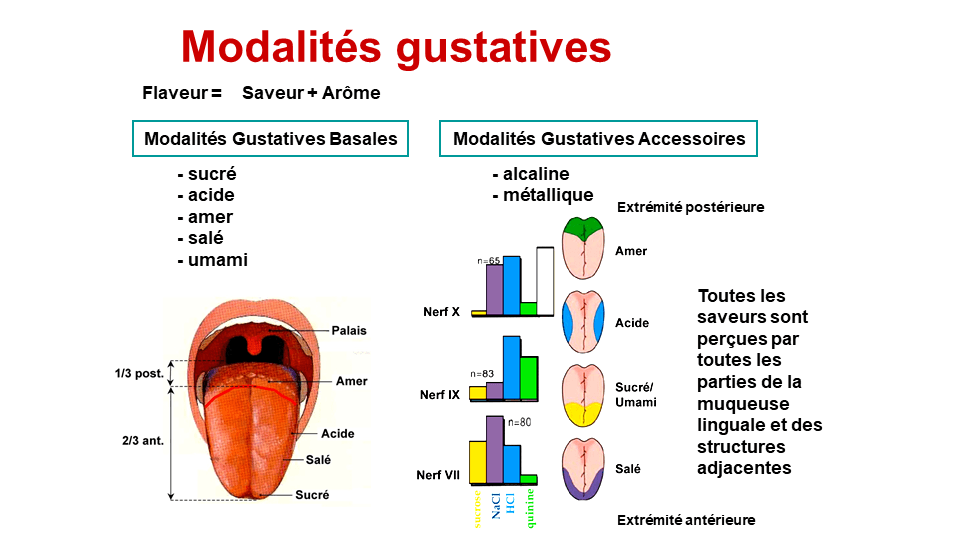 Modalités gustatives
Flaveur = Saveur + Arôme
Modalités Gustatives Basales
- sucré
- acide
- amer
- salé
- umami
Modalités Gustatives Accessoires
- alcaline
- métallique
Palais
1/3 post.
Amer
2/3 ant.
Acide
Salé
Sucré
n=65
Nerf X
n=83
Nerf IX
n=80
Nerf VII
sucrose
NaCl
HCl
quinine
Extrémité postérieure
Amer
Acide
Sucré/
Umami
Salé
Extrémité antérieure
Toutes les
saveurs sont
perçues par
toutes les
parties de la
muqueuse
linguale et des
structures
adjacentes